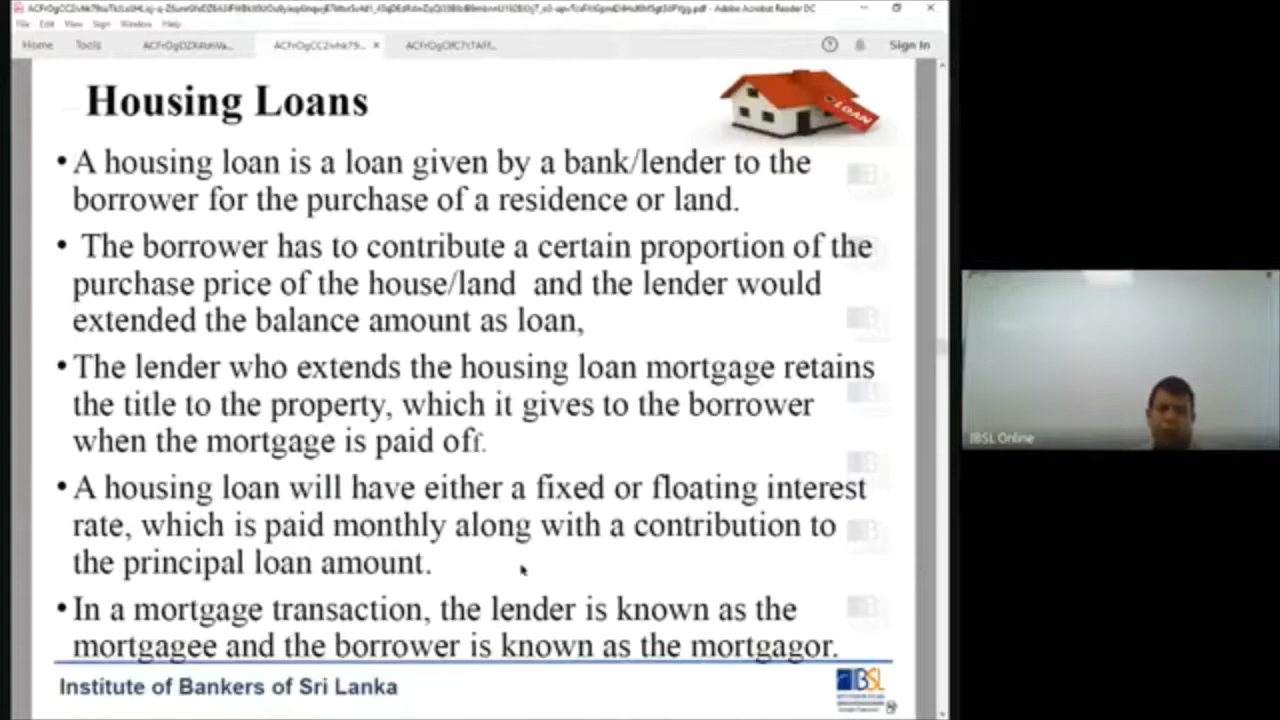 File Edit View Window Help
Home Tools
Sign In
Housing Loans
LOAN
• A housing loan is a loan given by a bank/lender to the
borrower for the purchase of a residence or land.
• The borrower has to contribute a certain proportion of the
purchase price of the house/land and the lender would
extended the balance amount as loan,
• The lender who extends the housing loan mortgage retains
the title to the property, which it gives to the borrower
when the mortgage is paid off.
• A housing loan will have either a fixed or floating interest
rate, which is paid monthly along with a contribution to
the principal loan amount.
• In a mortgage transaction, the lender is known as the
mortgagee and the borrower is known as the mortgagor.
Institute of Bankers of Sri Lanka
IBSL
IBSL Online